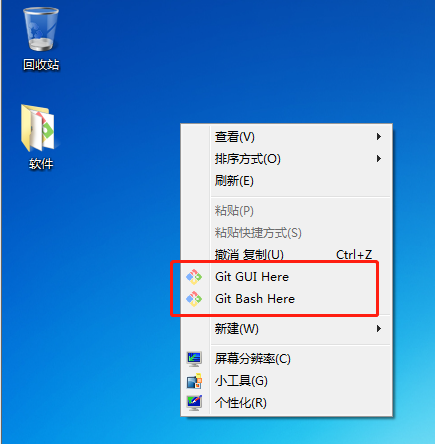 回收站
软件
查看(V)
排序方式(O)
刷新(E)
粘贴(P)
粘贴快捷方式(S)
撤消 复制(U) Ctrl+Z
Git GUI Here
Git Bash Here
新建(W)
屏幕分辨率(C)
小工具(G)
个性化(R)